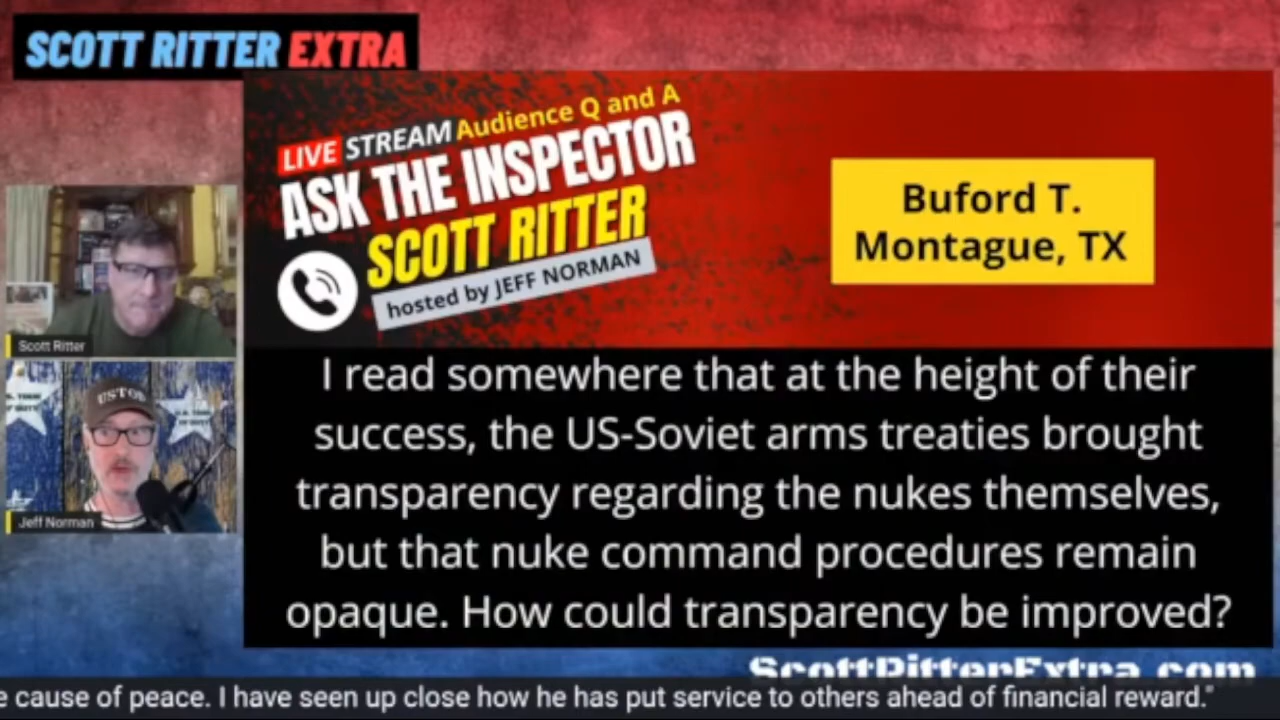 SCOTT RITTER EXTRA
LIVE STREAM Audience Q and A
ASK THE INSPECTOR
SCOTT RITTER
hosted by JEFF NORMAN
Buford T.
Montague, TX
Scott Ritter
Jeff Norman
I read somewhere that at the height of their
success, the US-Soviet arms treaties brought
transparency regarding the nukes themselves,
but that nuke command procedures remain
opaque. How could transparency be improved?
ScottRitterExtra.com
e cause of peace. I have seen up close how he has put service to others ahead of financial reward."